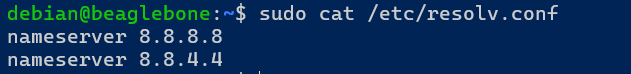 debian@beaglebone:~$ sudo cat /etc/resolv.conf
nameserver 8.8.8.8
nameserver 8.8.4.4